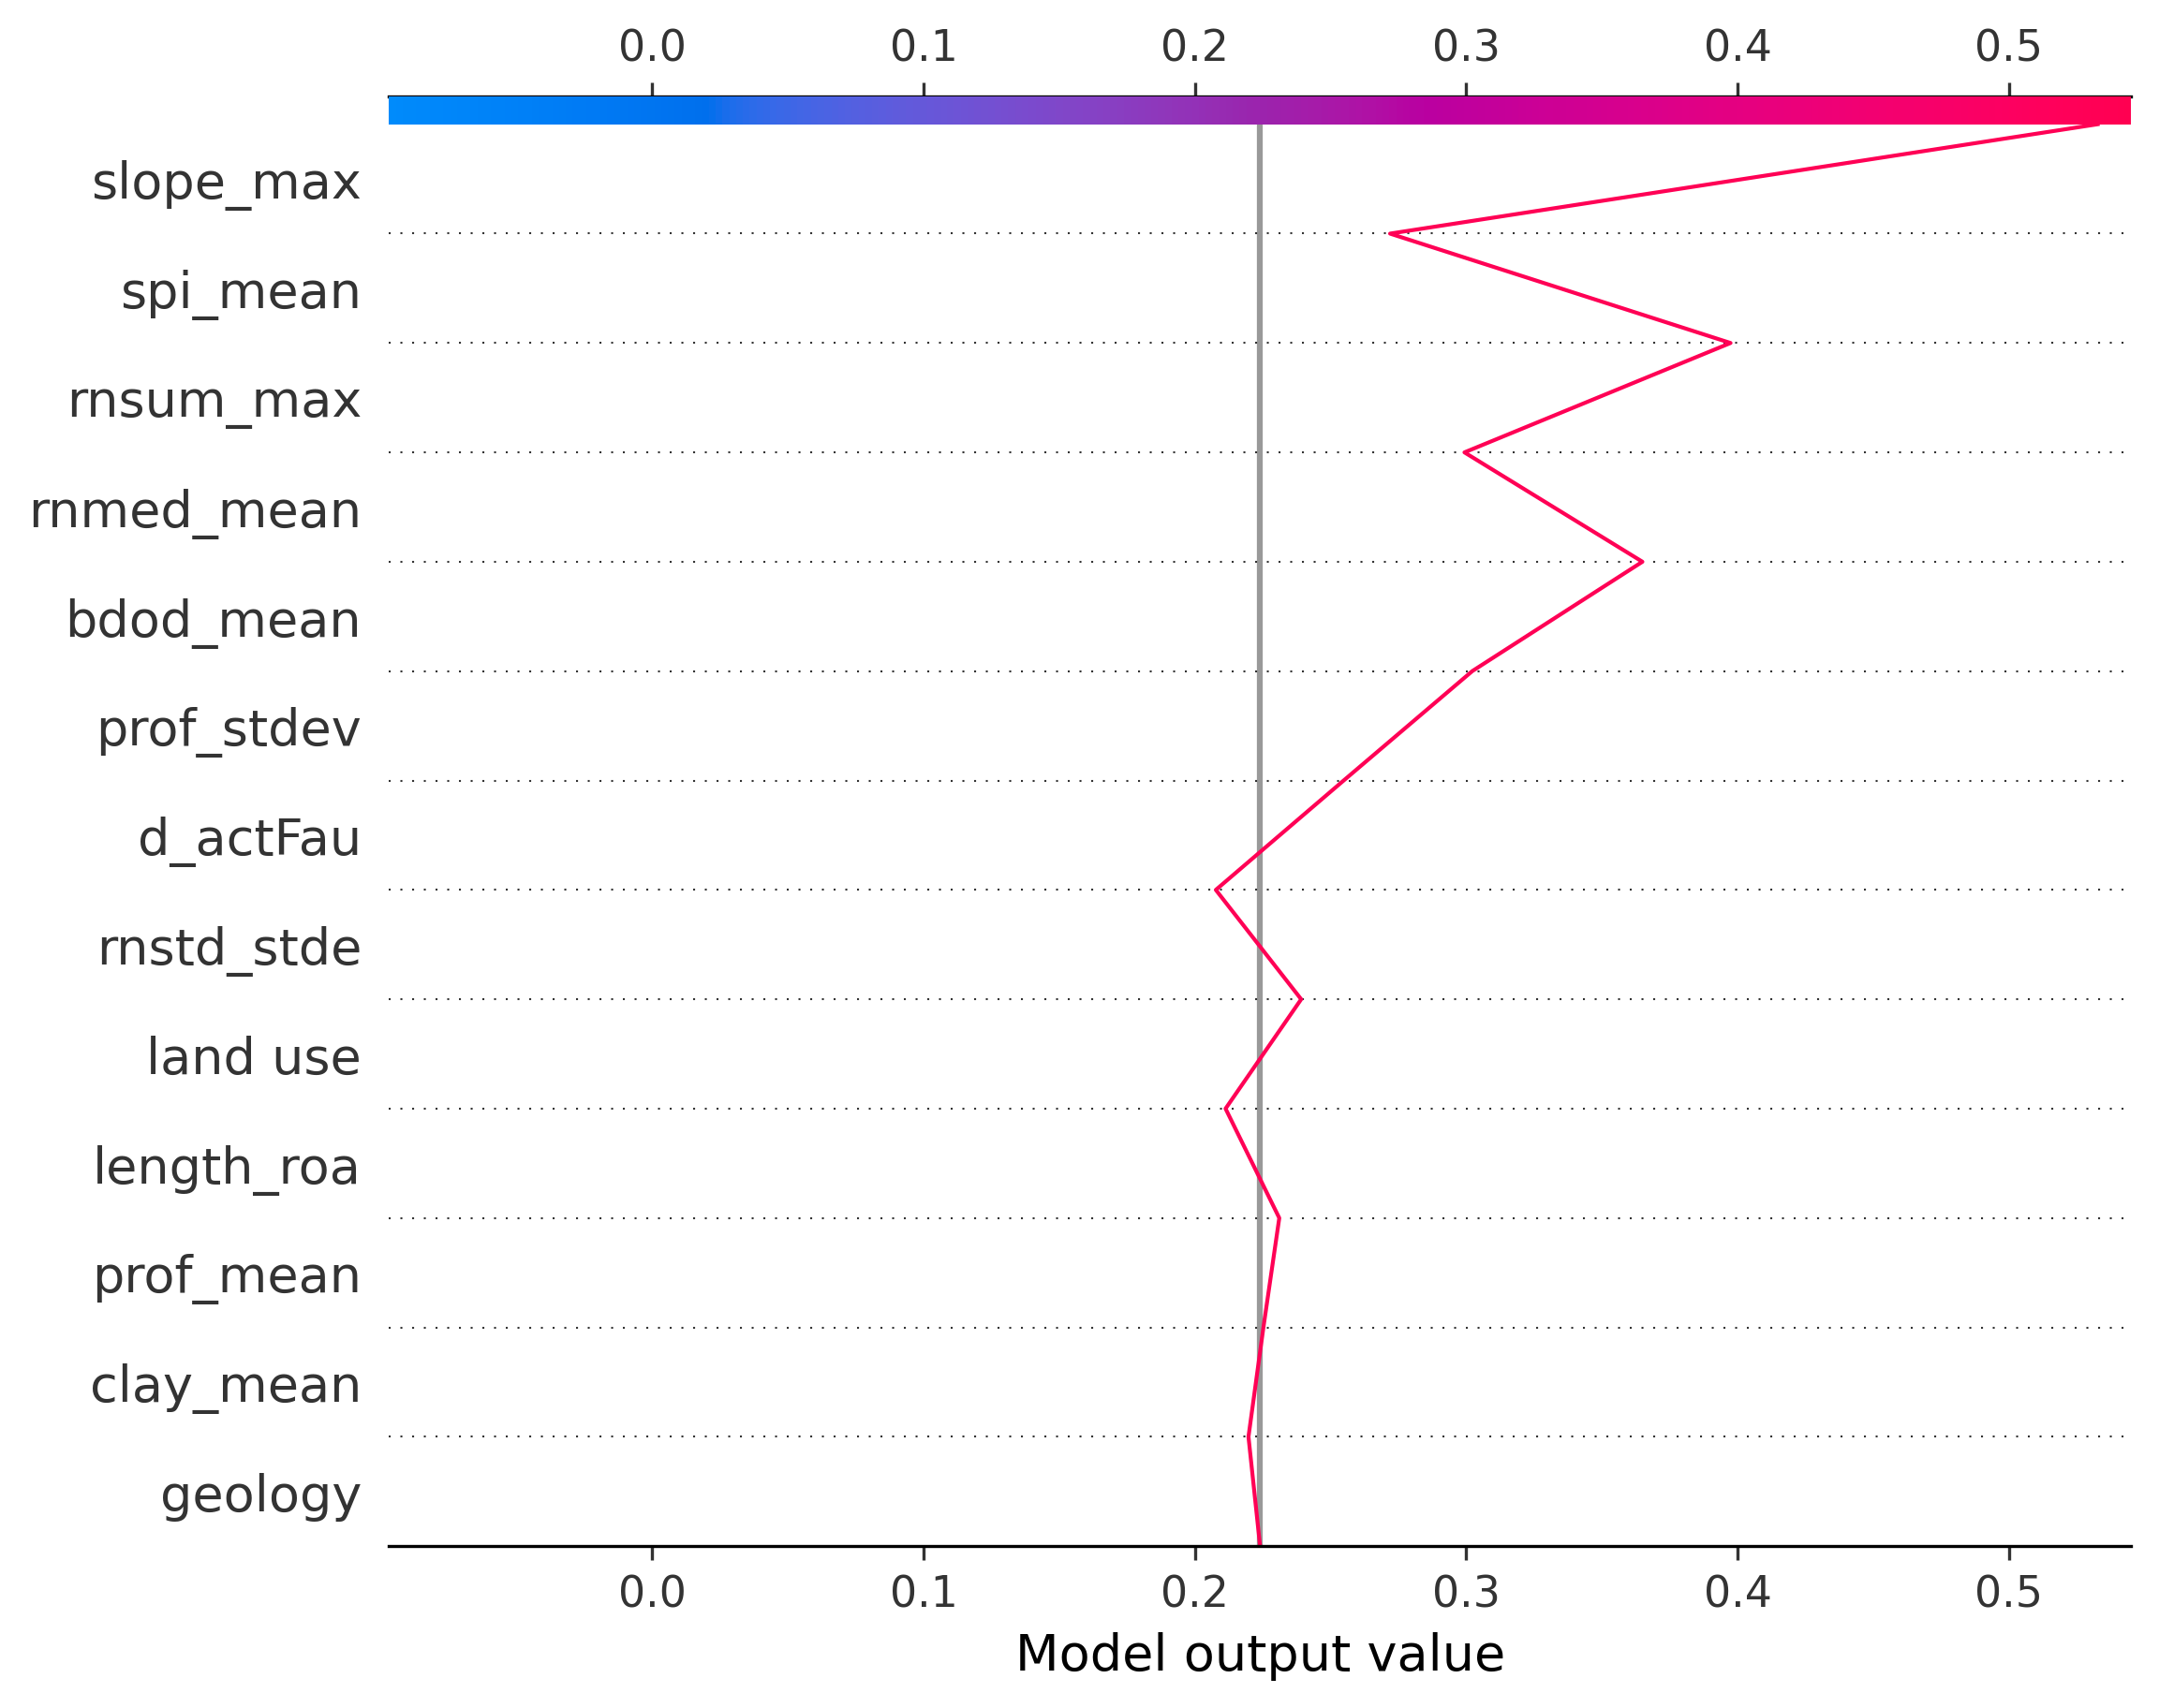 0.0 0.1 0.2 0.3 0.4 0.5
slope_max
spi_mean
rnsum_max
rnmed_mean
bdod_mean
prof_stdev
d_actFau
rnstd_stde
land use
length_roa
prof_mean
clay_mean
geology
0.0 0.1 0.2 0.3 0.4 0.5
Model output value